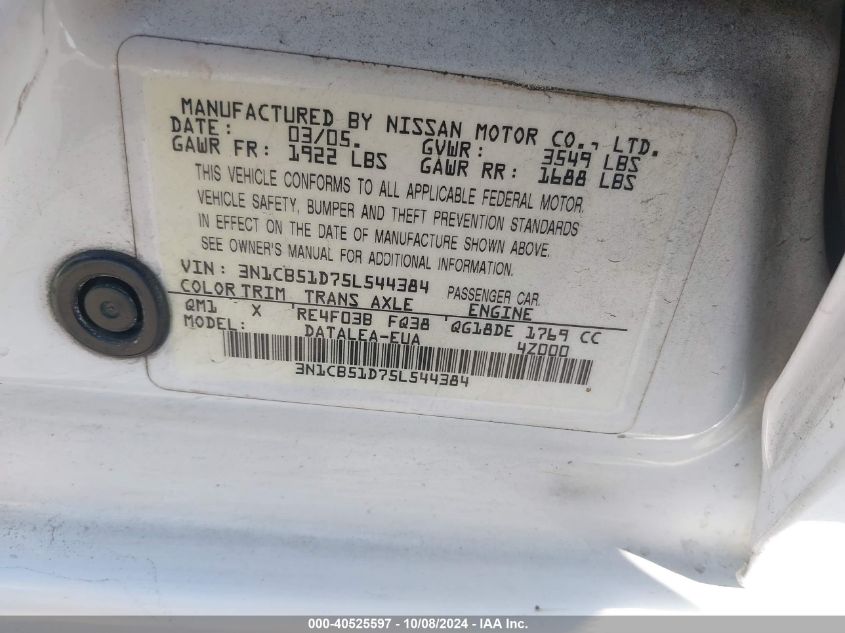 MANUFACTURED BY NISSAN MOTOR CO., LTD.
DATE: 03/05. GVWR: 3549 LBS
GAWR FR: 1922 LBS GAWR RR: 1688 LBS
THIS VEHICLE CONFORMS TO ALL APPLICABLE FEDERAL MOTOR
VEHICLE SAFETY, BUMPER AND THEFT PREVENTION STANDARDS
IN EFFECT ON THE DATE OF MANUFACTURE SHOWN ABOVE.
SEE OWNER'S MANUAL FOR ADDITIONAL INFORMATION.
VIN: 3N1CB51D75L544384 PASSENGER CAR
COLOR TRIM TRANS AXLE ENGINE
QM1 X RE4F03B FQ38 QG18DE 1769 CC
MODEL: DATALEA-EUA 4Z000
3N1CB51D75L544384
000-40525597 - 10/08/2024 - IAA Inc.